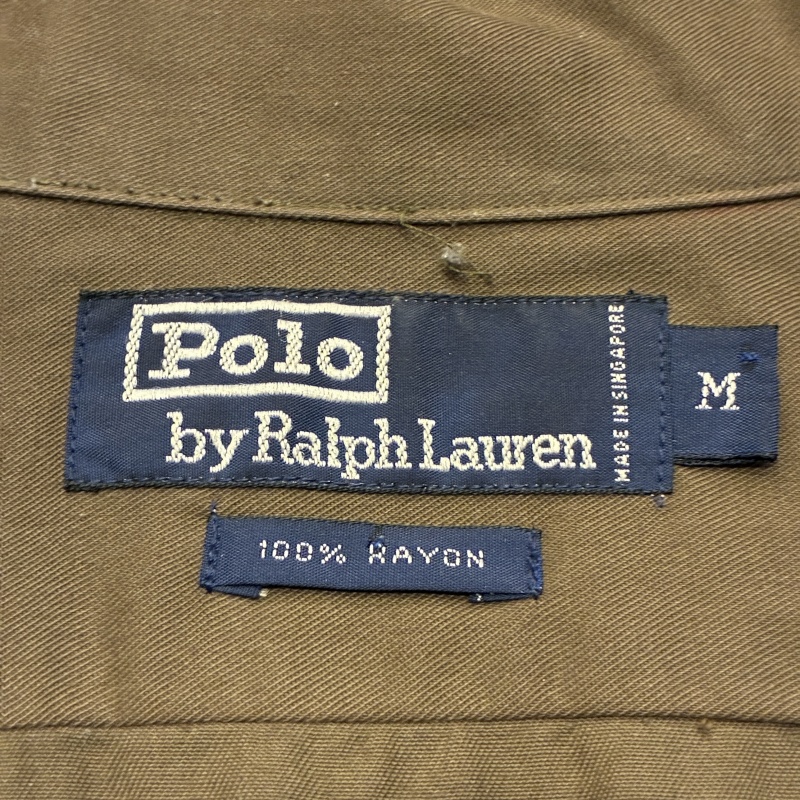 Polo
by Ralph Lauren
MADE IN SINGAPORE
M
100% RAYON